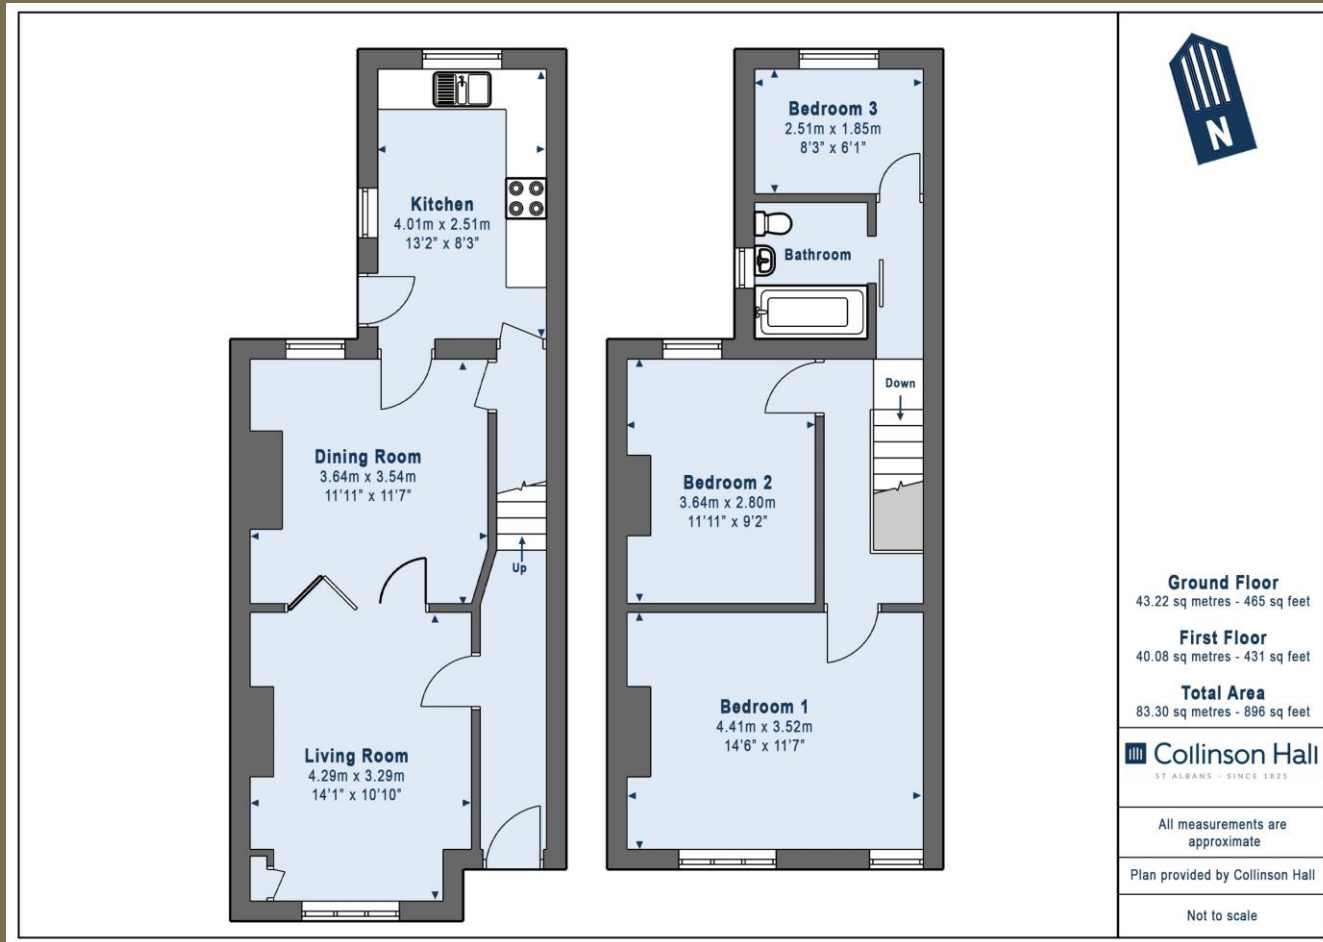 Kitchen
4.01m x 2.51m
13'2" x 8'3"
Dining Room
3.64m x 3.54m
11'11" x 11'7"
Up
Living Room
4.29m x 3.29m
14'1" x 10'10"
Bedroom 3
2.51m x 1.85m
8'3" x 6'1"
Bathroom
Down
Bedroom 2
3.64m x 2.80m
11'11" x 9'2"
Bedroom 1
4.41m x 3.52m
14'6" x 11'7"
N
Ground Floor
43.22 sq metres - 465 sq feet
First Floor
40.08 sq metres - 431 sq feet
Total Area
83.30 sq metres - 896 sq feet
Collinson Hall
ST ALBANS - SINCE 1825
All measurements are
approximate
Plan provided by Collinson Hall
Not to scale